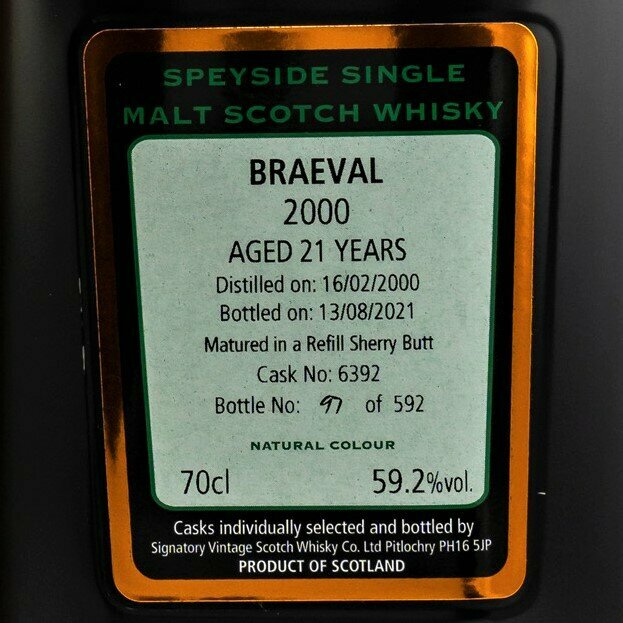 SPEYSIDE SINGLE
MALT SCOTCH WHISKY
BRAEVAL
2000
AGED 21 YEARS
Distilled on: 16/02/2000
Bottled on: 13/08/2021
Matured in a Refill Sherry Butt
Cask No: 6392
Bottle No: 97 of 592
NATURAL COLOUR
70cl 59.2%vol.
Casks individually selected and bottled by
Signatory Vintage Scotch Whisky Co. Ltd Pitlochry PH16 5JP
PRODUCT OF SCOTLAND